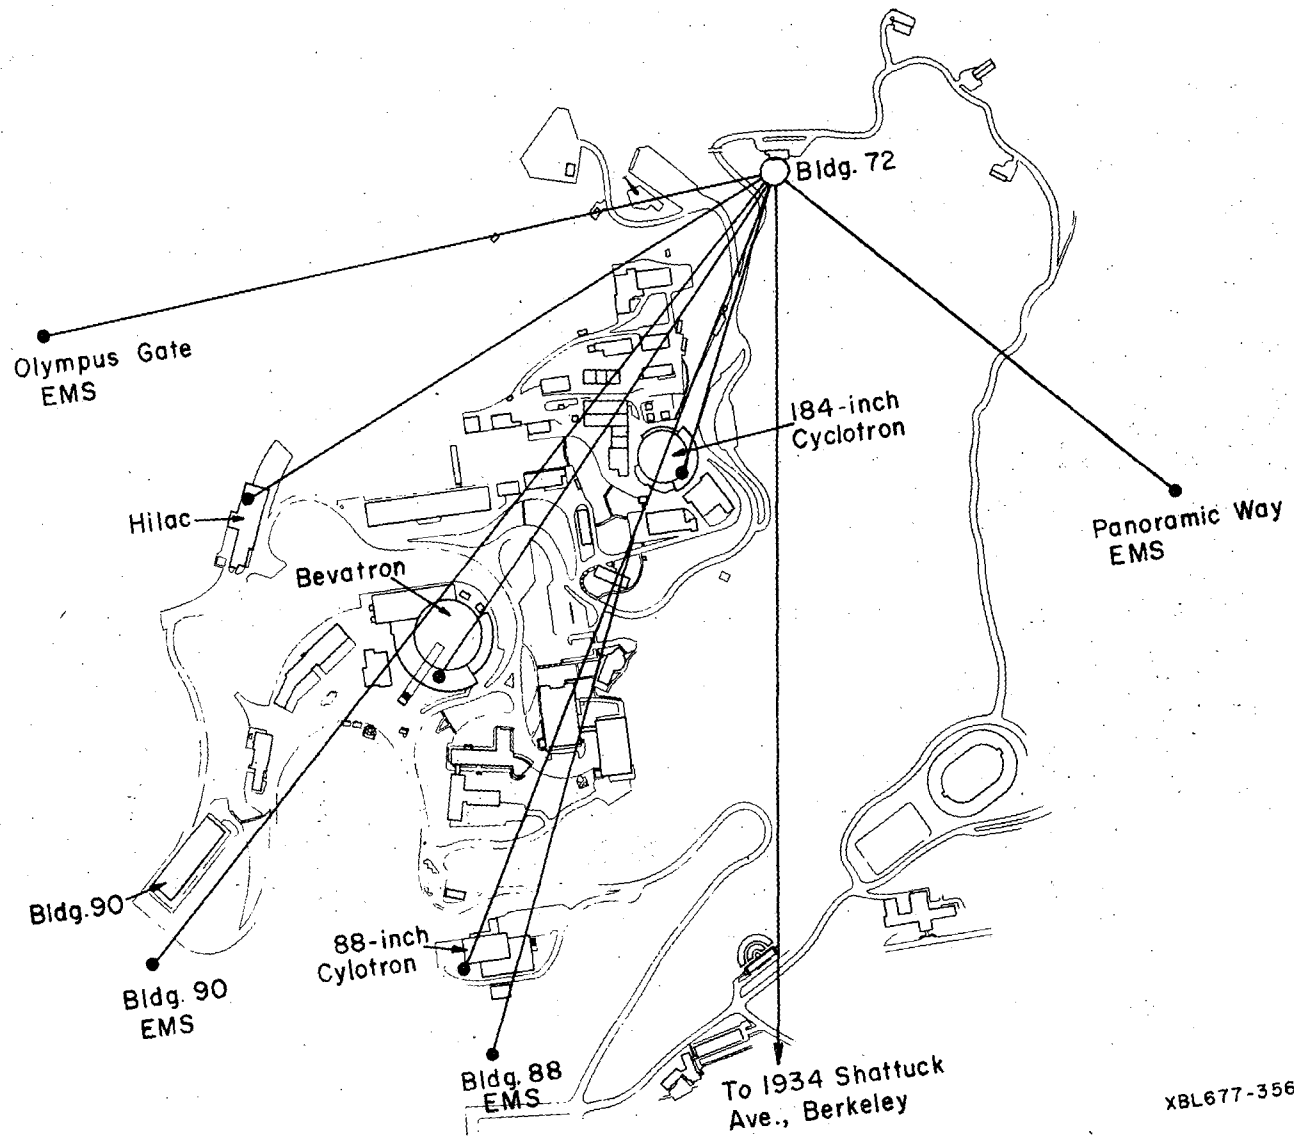 Bldg. 72
Olympus Gate
EMS
184-inch
Cyclotron
Hilac
Panoramic Way
EMS
Bevatron
Bldg.90
88-inch
Cylotron
Bldg. 90
EMS
Bldg. 88
EMS
To 1934 Shattuck
Ave., Berkeley
XBL677-356